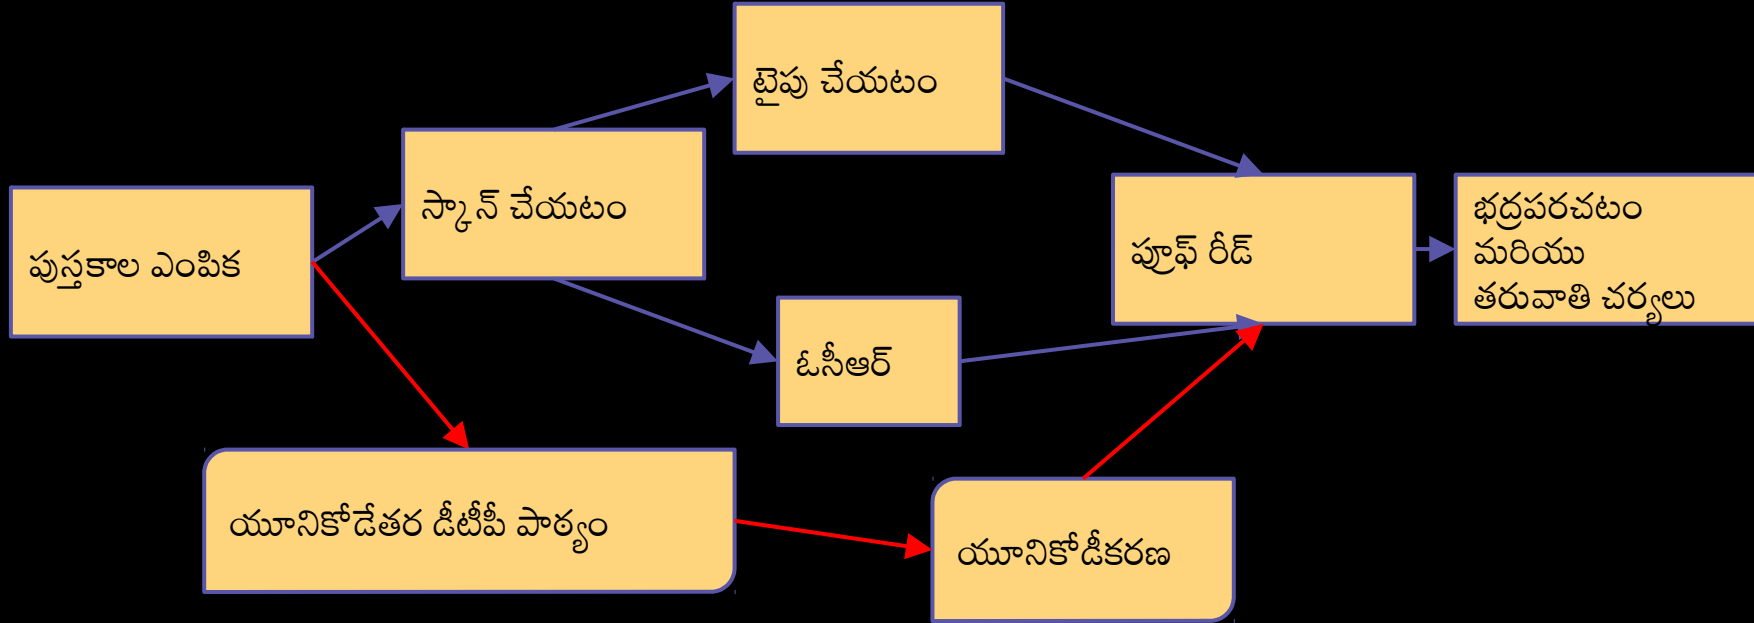 టైపు చేయటం
స్కాన్ చేయటం
పుస్తకాల ఎంపిక
ప్రూఫ్ రీడ్
భద్రపరచటం
మరియు
తరువాతి చర్యలు
ఓసీఆర్
యూనికోడేతర డీటీపీ పాఠ్యం
యూనికోడీకరణ